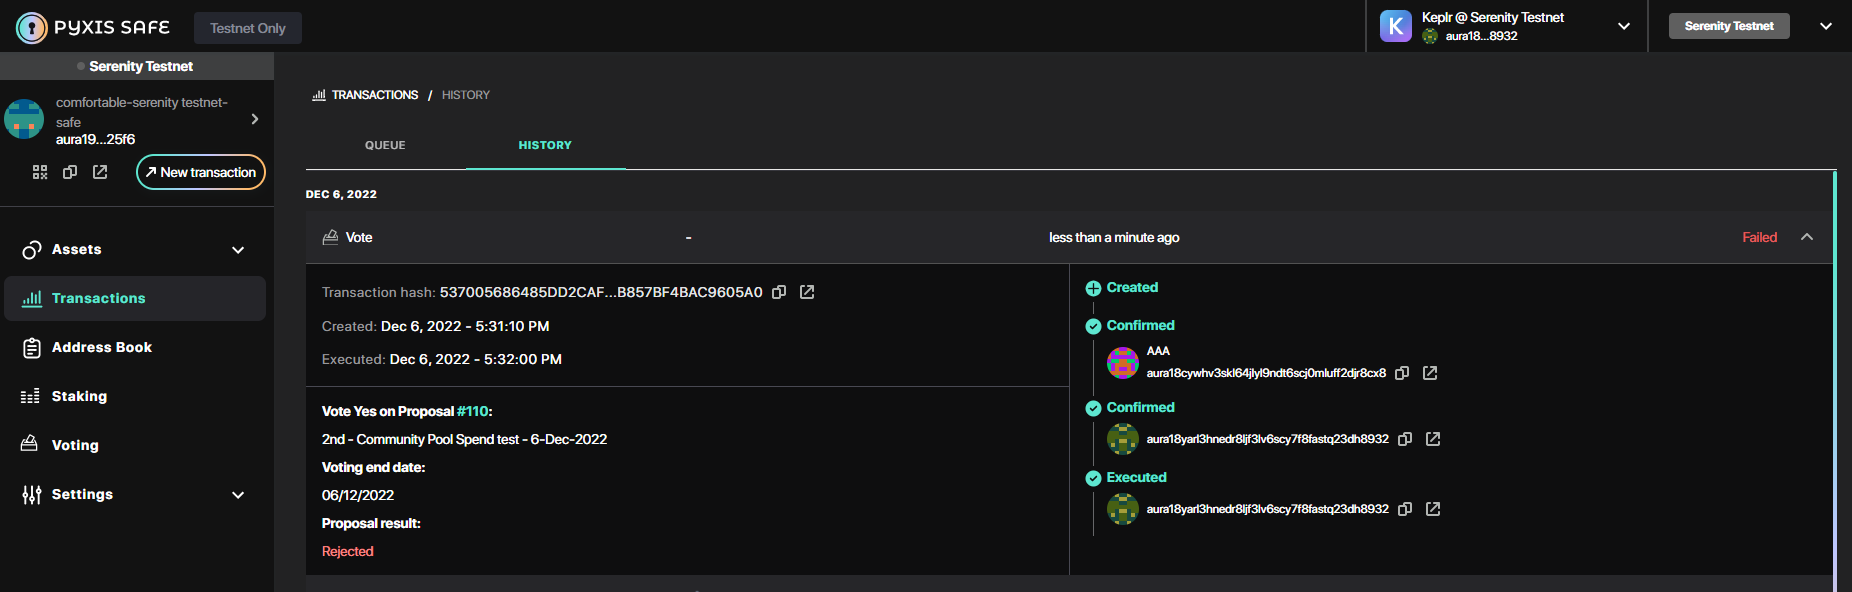 PYXIS SAFE
Testnet Only
Keplr @ Serenity Testnet
aura18...8932
Serenity Testnet
Serenity Testnet
comfortable-serenity testnet-
safe
aura19...25f6
New transaction
Assets
Transactions
Address Book
Staking
Voting
Settings
TRANSACTIONS / HISTORY
QUEUE
HISTORY
DEC 6, 2022
Vote - less than a minute ago Failed
Transaction hash: 537005686485DD2CAF...B857BF4BAC9605A0
Created: Dec 6, 2022 - 5:31:10 PM
Executed: Dec 6, 2022 - 5:32:00 PM
Vote Yes on Proposal #110:
2nd - Community Pool Spend test - 6-Dec-2022
Voting end date:
06/12/2022
Proposal result:
Rejected
Created
Confirmed
AAA
aura18cywhv3skl64jlyl9ndt6scj0mluff2djr8cx8
Confirmed
aura18yarl3hnedr8ljf3lv6scy7f8fastq23dh8932
Executed
aura18yarl3hnedr8ljf3lv6scy7f8fastq23dh8932